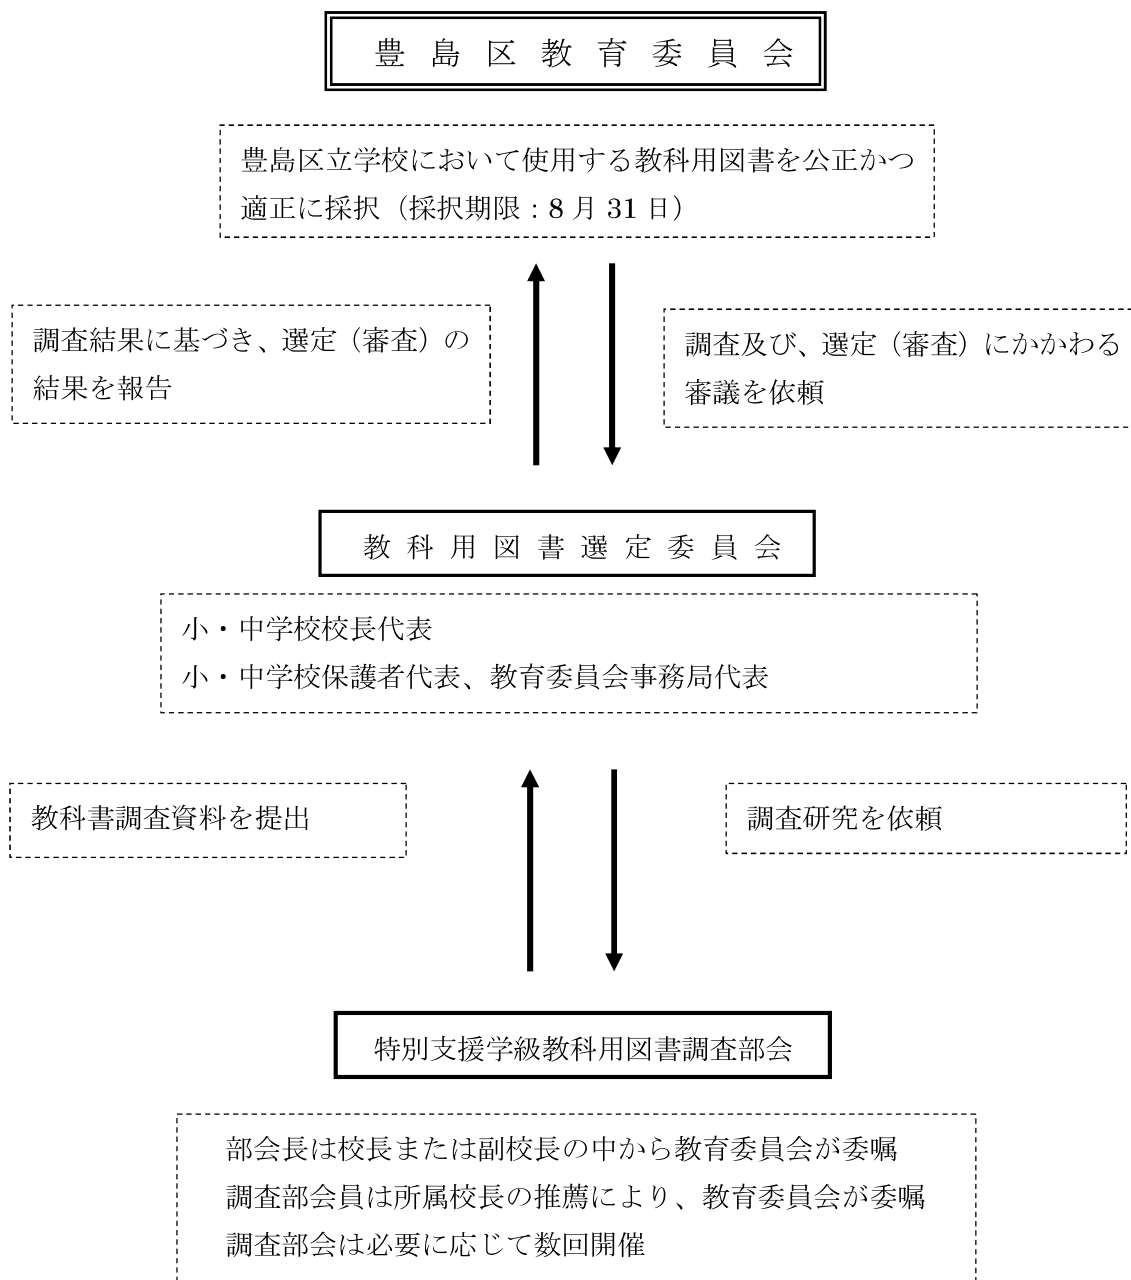 豊島区教育委員会
豊島区立学校において使用する教科用図書を公正かつ
適正に採択（採択期限：8月31日）
調査結果に基づき、選定（審査）の
結果を報告
調査及び、選定（審査）にかかわる
審議を依頼
教科用図書選定委員会
小・中学校校長代表
小・中学校保護者代表、教育委員会事務局代表
教科書調査資料を提出
調査研究を依頼
特別支援学級教科用図書調査部会
部会長は校長または副校長の中から教育委員会が委嘱
調査部会員は所属校長の推薦により、教育委員会が委嘱
調査部会は必要に応じて数回開催